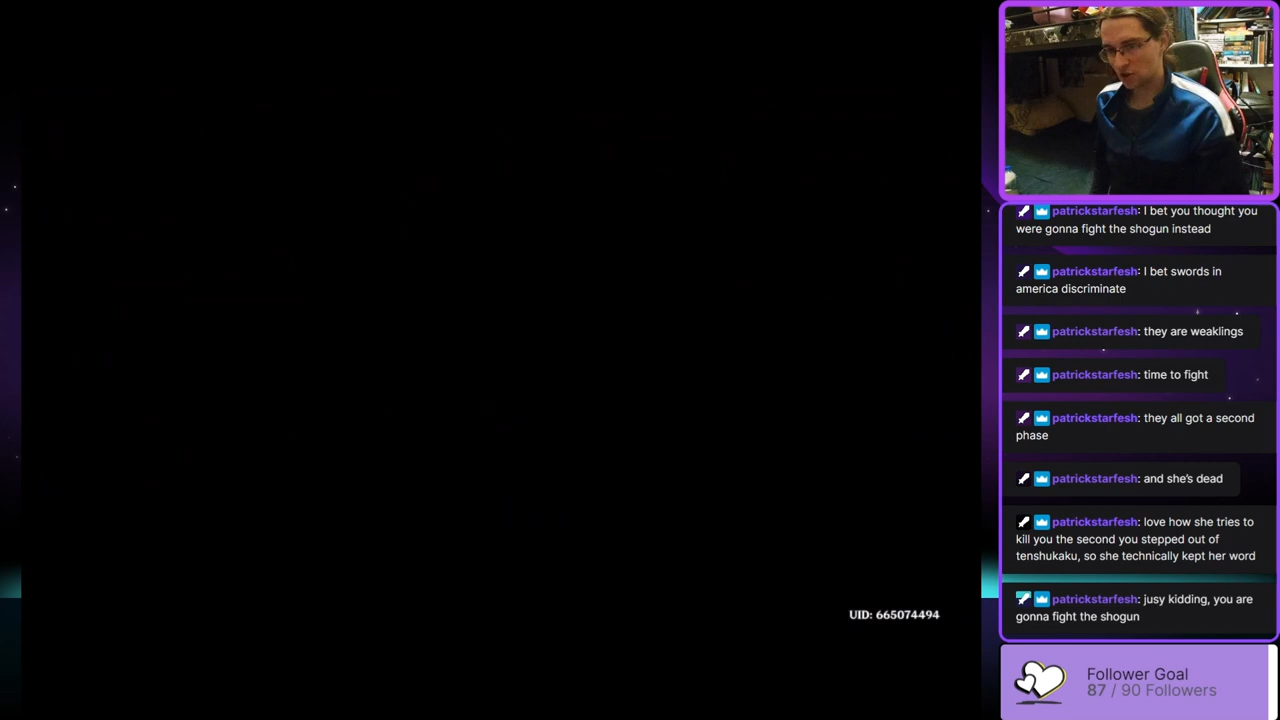 patrickstarfesh: I bet you thought you
were gonna fight the shogun instead
patrickstarfesh: I bet swords in
america discriminate
patrickstarfesh: they are weaklings
patrickstarfesh: time to fight
patrickstarfesh: they all got a second
phase
patrickstarfesh: and she's dead
patrickstarfesh: love how she tries to
kill you the second you stepped out of
tenshukaku, so she technically kept her word
patrickstarfesh: jusy kidding, you are
gonna fight the shogun
UID: 665074494
Follower Goal
87 / 90 Followers